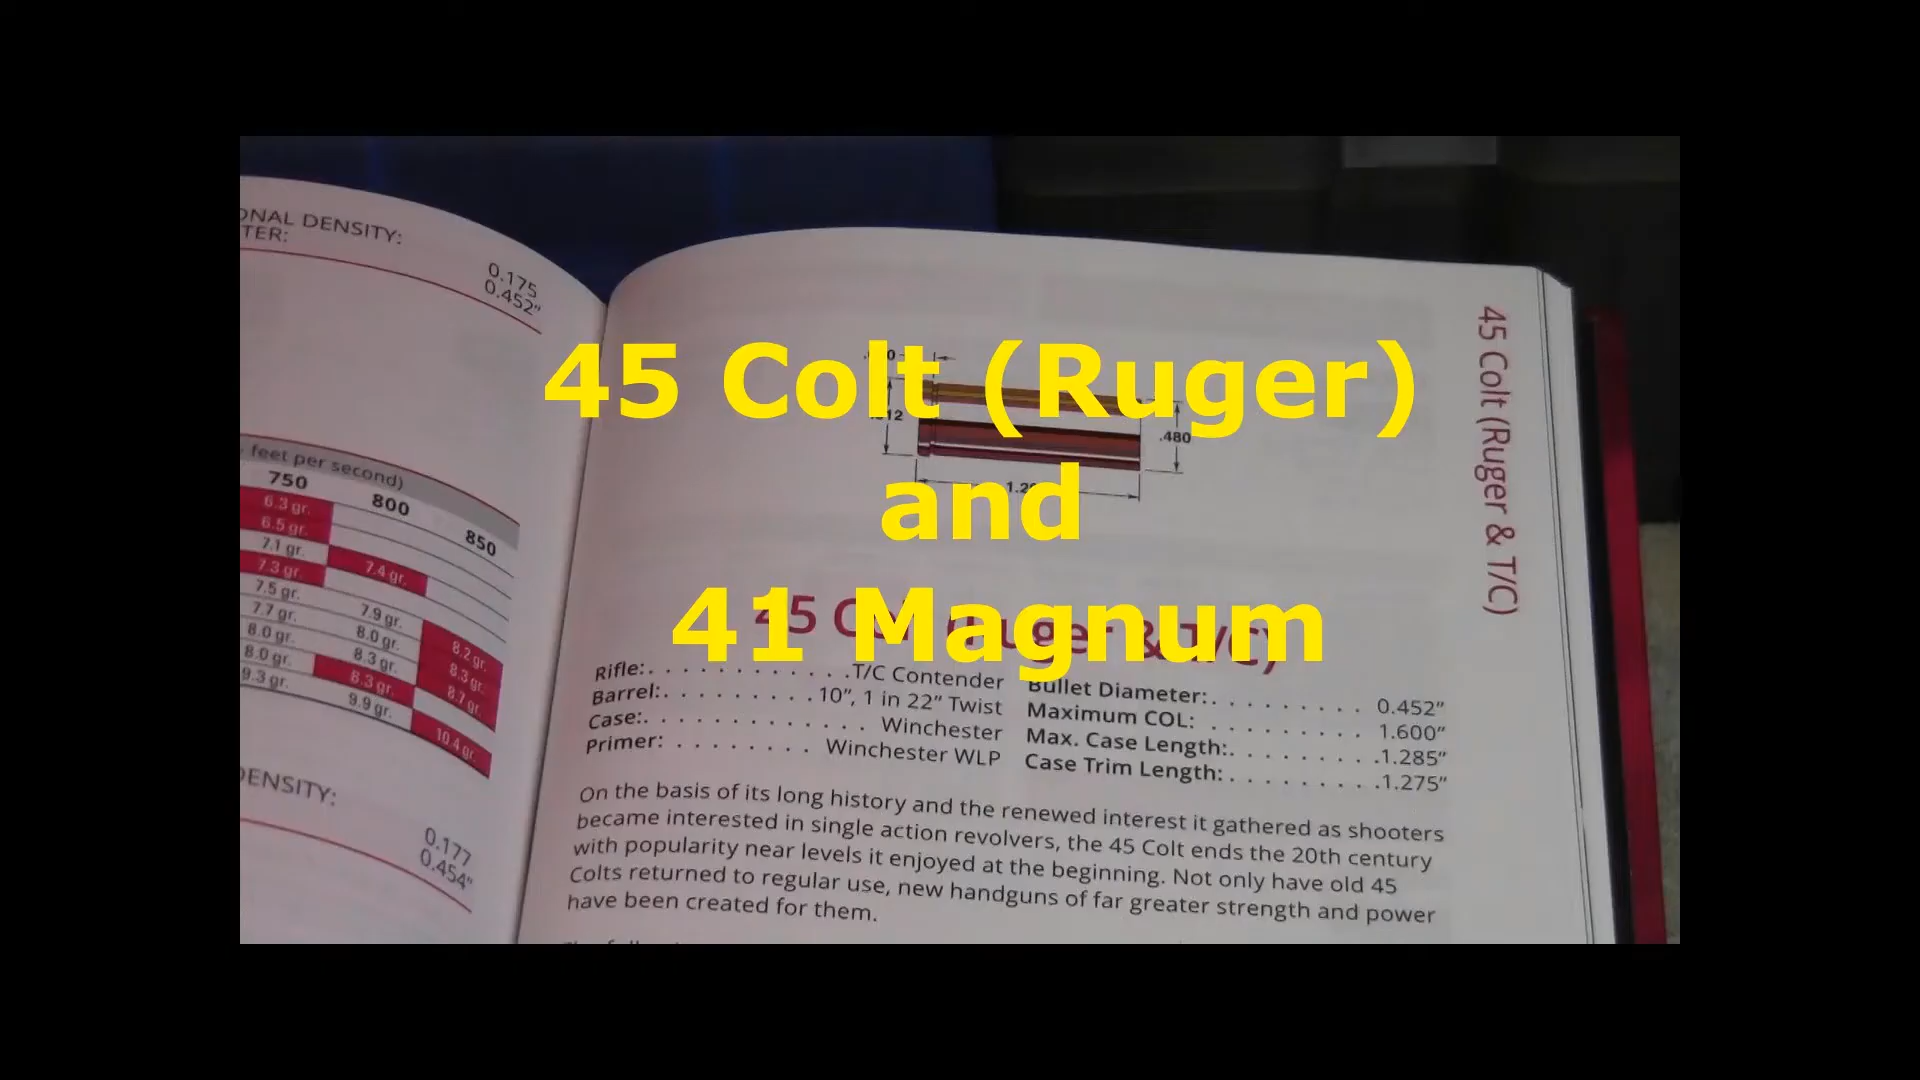 45 Colt (Ruger)
and
41 Magnum
ONAL DENSITY:
TER:
0.175
0.452"
feet per second)
750 800 850
6.3 gr.
6.5 gr.
7.1 gr. 7.4 gr.
7.3 gr.
7.5 gr. 7.9 gr. 8.2 gr.
7.7 gr. 8.0 gr. 8.3 gr.
8.0 gr. 8.3 gr. 8.7 gr.
8.0 gr. 8.3 gr.
9.3 gr. 9.9 gr. 10.4 gr.
DENSITY:
0.177
0.454"
.480
45 Colt (Ruger & T/C)
Rifle: . . . . . . . . . . . . T/C Contender
Barrel: . . . . . . . . . 10", 1 in 22" Twist
Case: . . . . . . . . . . . . . Winchester
Primer: . . . . . . . . Winchester WLP
Bullet Diameter: . . . . . . . . . 0.452"
Maximum COL: . . . . . . . . . 1.600"
Max. Case Length: . . . . . . . . .1.285"
Case Trim Length: . . . . . . . . .1.275"
On the basis of its long history and the renewed interest it gathered as shooters
became interested in single action revolvers, the 45 Colt ends the 20th century
with popularity near levels it enjoyed at the beginning. Not only have old 45
Colts returned to regular use, new handguns of far greater strength and power
have been created for them.
45 Colt (Ruger & T/C)